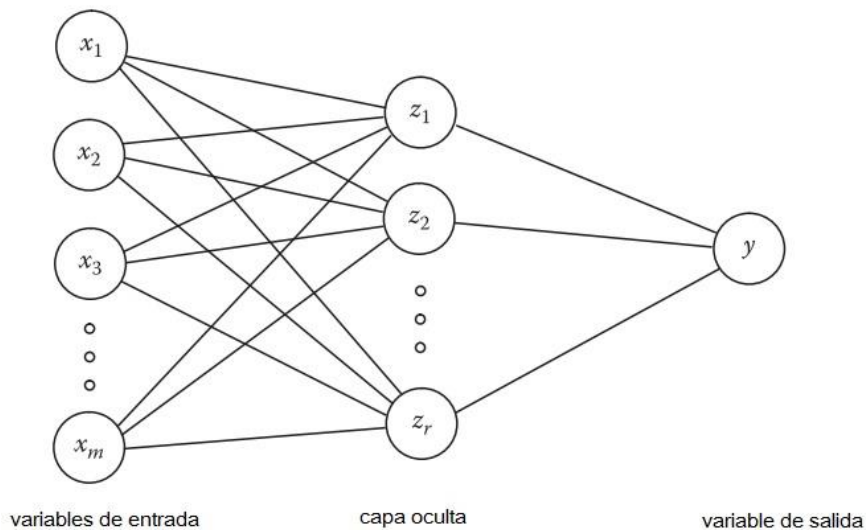 x₁
x₂
x₃
xₘ
z₁
z₂
zᵣ
y
variables de entrada
capa oculta
variable de salida